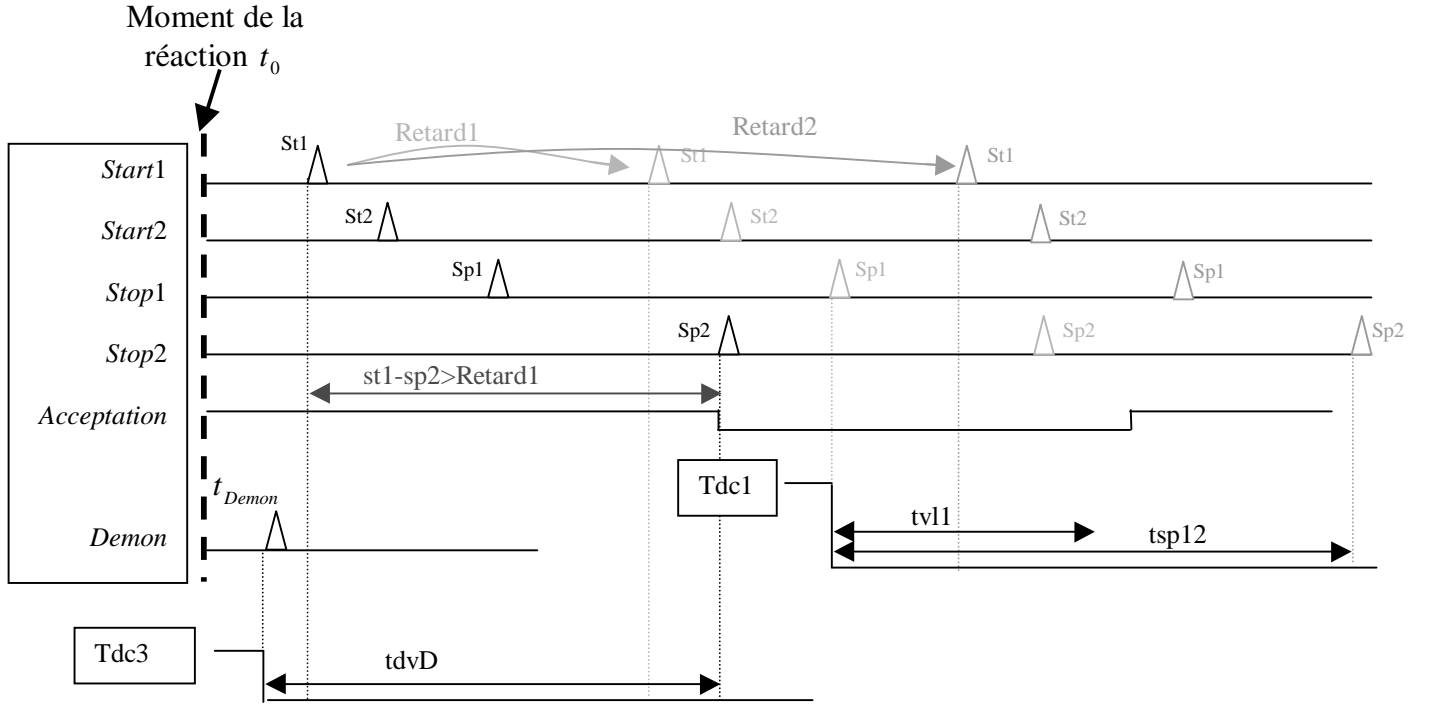 Moment de la
réaction t0
Retard1
Retard2
Start1
St1
St1
St1
Start2
St2
St2
St2
Stop1
Sp1
Sp1
Sp1
Stop2
Sp2
Sp2
Sp2
st1-sp2>Retard1
Acceptation
Tdc1
tDemon
tvl1
Demon
tsp12
Tdc3
tdvD